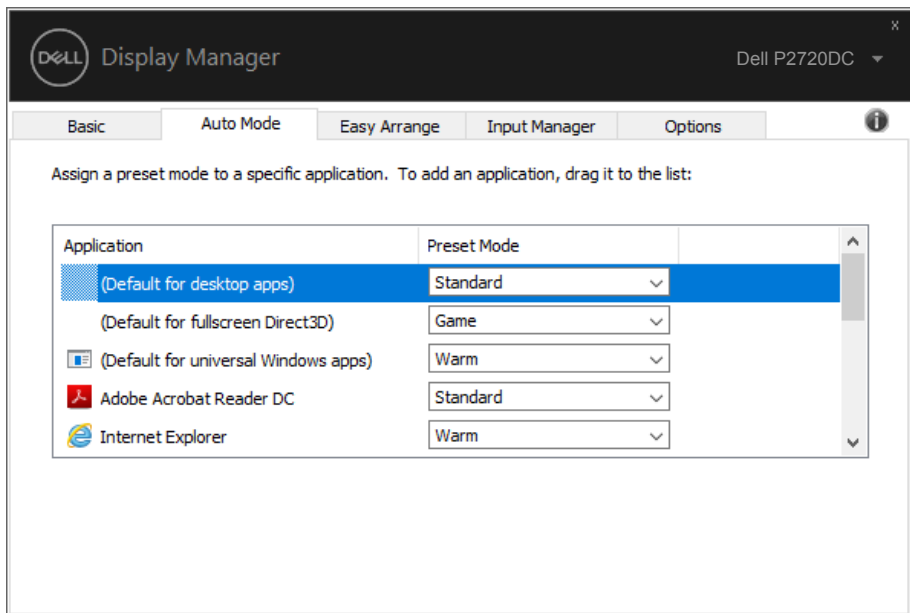 x
DELL Display Manager
Dell P2720DC
Basic Auto Mode Easy Arrange Input Manager Options
Assign a preset mode to a specific application. To add an application, drag it to the list:
Application Preset Mode
(Default for desktop apps) Standard
(Default for fullscreen Direct3D) Game
(Default for universal Windows apps) Warm
Adobe Acrobat Reader DC Standard
Internet Explorer Warm